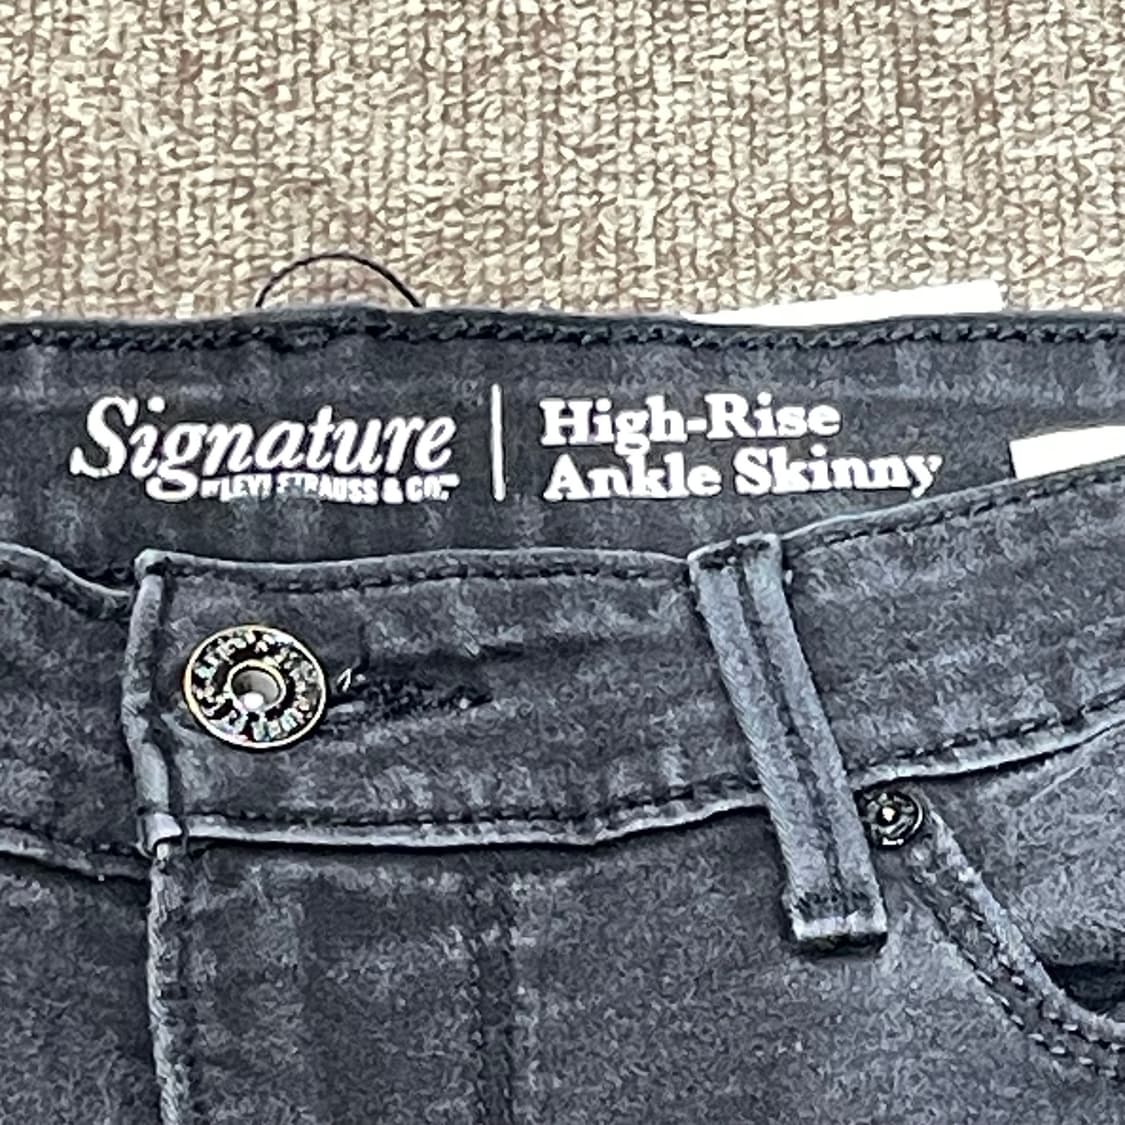 Signature
BY LEVI STRAUSS & CO.™
High-Rise
Ankle Skinny